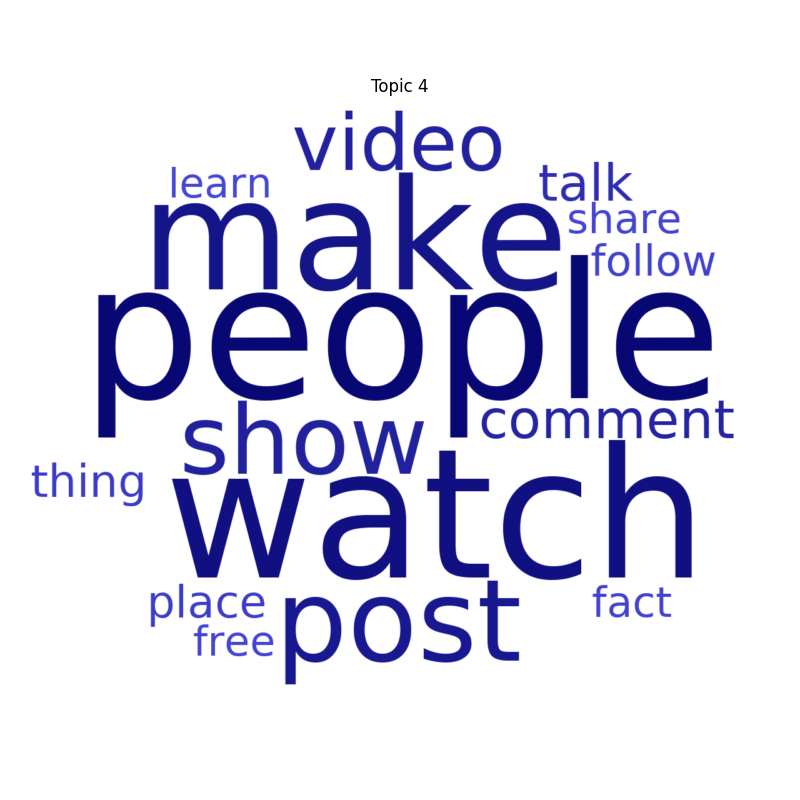 Topic 4
video
learn
talk
make
share
follow
people
show
comment
thing
watch
place
post
fact
free